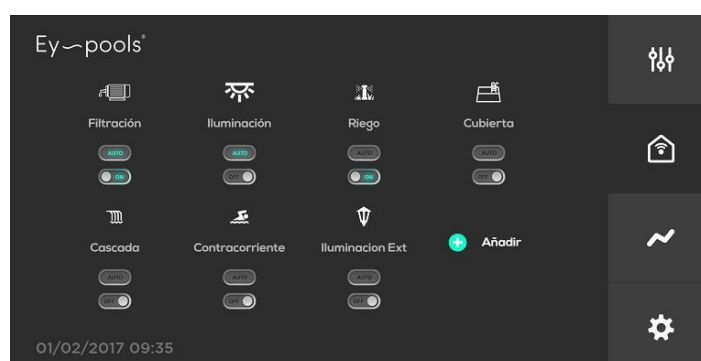 Ey-pools®
Filtración Iluminación Riego Cubierta
AUTO AUTO AUTO AUTO
ON OFF ON OFF
Cascada Contracorriente Iluminacion Ext Añadir
AUTO AUTO AUTO
OFF OFF OFF
01/02/2017 09:35